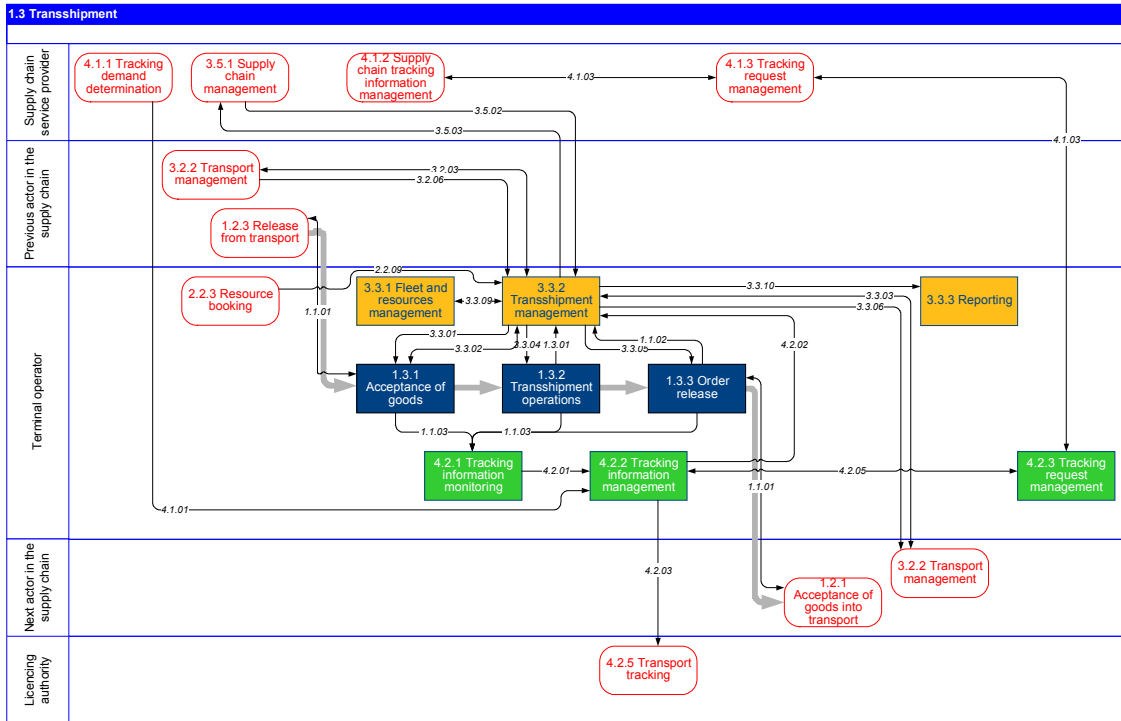 1.3 Transshipment
Supply chain
service provider
4.1.1 Tracking
demand
determination
3.5.1 Supply
chain
management
4.1.2 Supply
chain tracking
information
management
4.1.03
4.1.3 Tracking
request
management
3.5.02
3.5.03
4.1.03
Previous actor in the
supply chain
3.2.2 Transport
management
3.2.03
3.2.06
1.2.3 Release
from transport
Terminal operator
2.2.3 Resource
booking
2.2.09
1.1.01
3.3.1 Fleet and
resources
management
3.3.09
3.3.2
Transshipment
management
3.3.10
3.3.03
3.3.06
3.3.3 Reporting
3.3.01
3.3.02
3.3.04
1.3.01
3.3.05
1.1.02
4.2.02
1.3.1
Acceptance of
goods
1.3.2
Transshipment
operations
1.3.3 Order
release
1.1.03
1.1.03
4.2.1 Tracking
information
monitoring
4.2.01
4.2.2 Tracking
information
management
4.2.05
1.1.01
4.2.3 Tracking
request
management
4.1.01
Next actor in the
supply chain
4.2.03
3.2.2 Transport
management
1.2.1
Acceptance of
goods into
transport
Licencing
authority
4.2.5 Transport
tracking